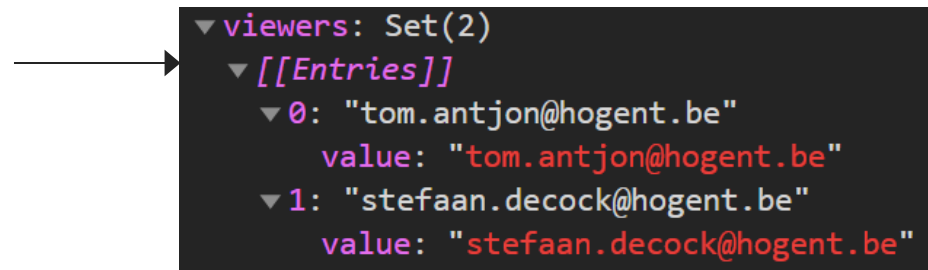 viewers: Set(2)
[[Entries]]
0: "tom.antjon@hogent.be"
value: "tom.antjon@hogent.be"
1: "stefaan.decock@hogent.be"
value: "stefaan.decock@hogent.be"